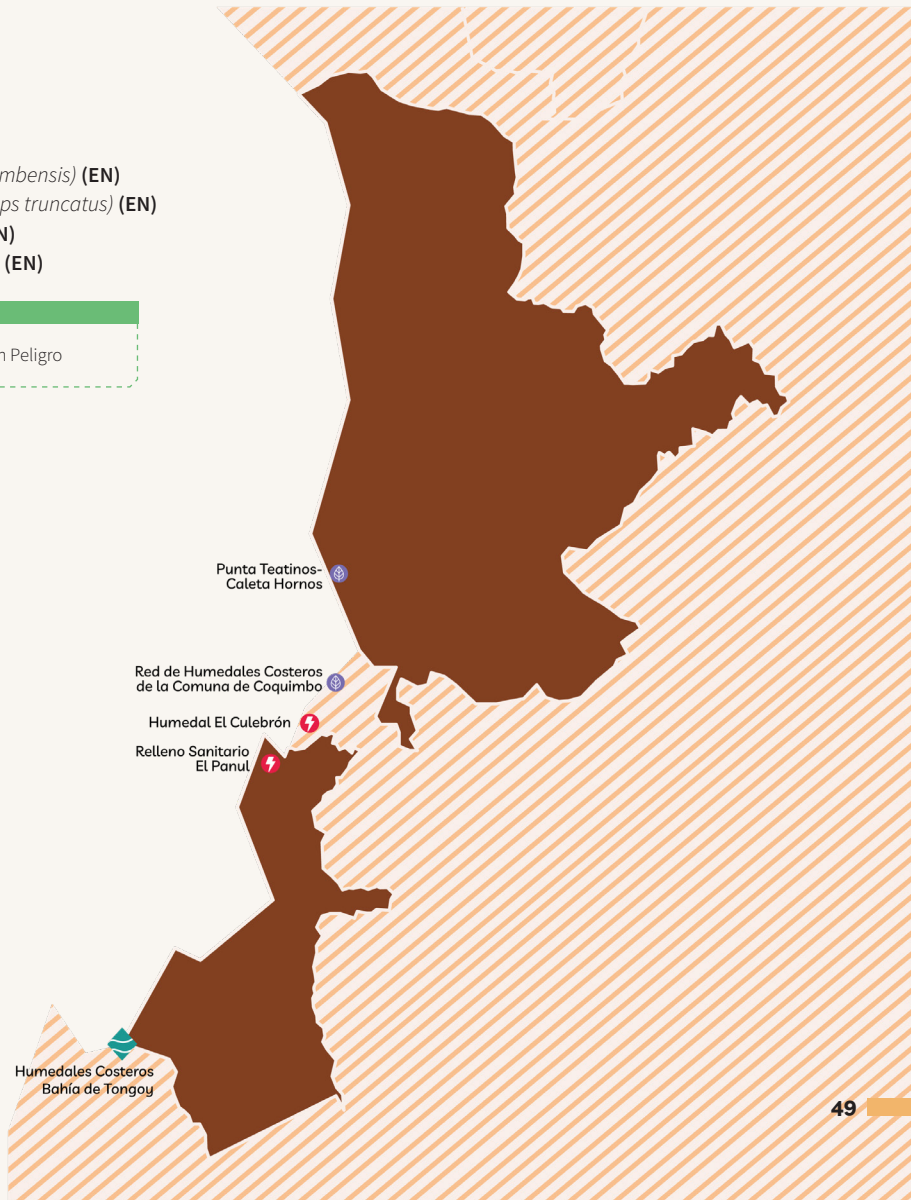 mbensis) (EN)
ps truncatus) (EN)
N)
(EN)
n Peligro
Punta Teatinos-
Caleta Hornos
Red de Humedales Costeros
de la Comuna de Coquimbo
Humedal El Culebrón
Relleno Sanitario
El Panul
Humedales Costeros
Bahía de Tongoy
49